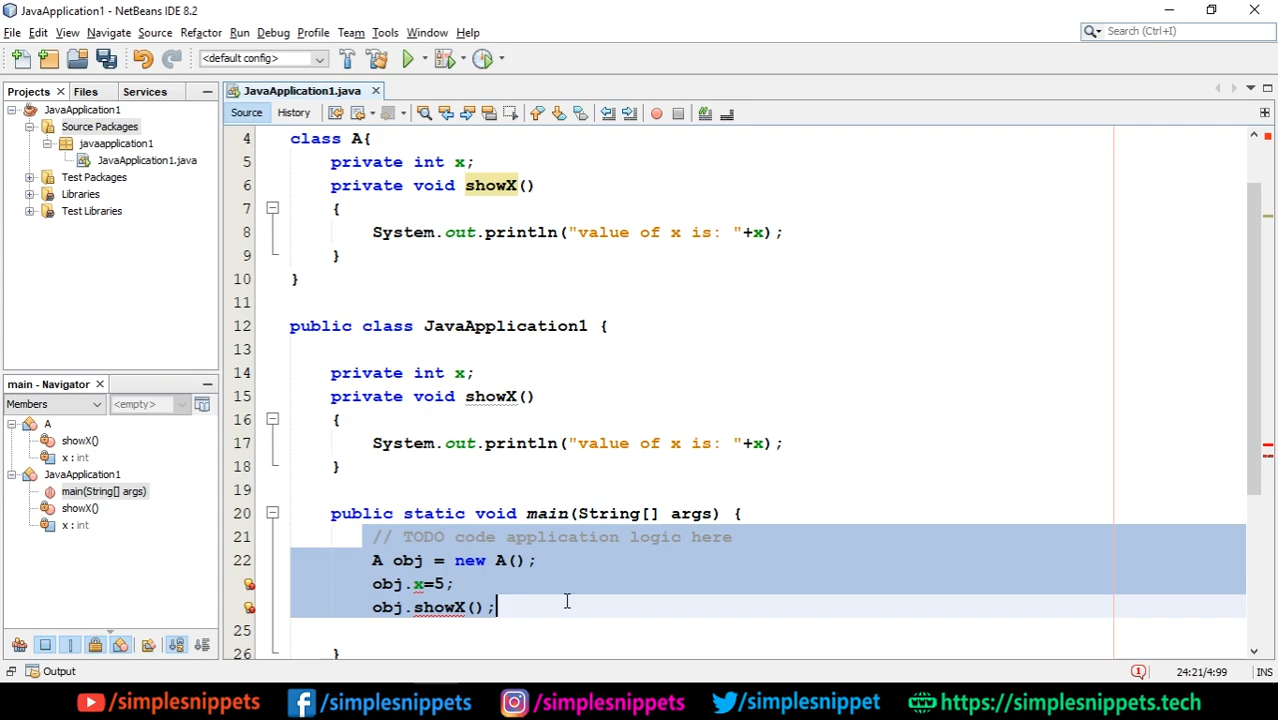 JavaApplication1 - NetBeans IDE 8.2
File Edit View Navigate Source Refactor Run Debug Profile Team Tools Window Help
Search (Ctrl+I)
<default config>
Projects Files Services
JavaApplication1.java
JavaApplication1
Source Packages
javaapplication1
JavaApplication1.java
Test Packages
Libraries
Test Libraries
Source History
4 class A{
5 private int x;
6 private void showX()
7 {
8 System.out.println("value of x is: "+x);
9 }
10 }
11
12 public class JavaApplication1 {
13
14 private int x;
15 private void showX()
16 {
17 System.out.println("value of x is: "+x);
18 }
19
20 public static void main(String[] args) {
21 // TODO code application logic here
22 A obj = new A();
obj.x=5;
obj.showX();
25
26 }
main - Navigator
Members <empty>
A
showX()
x : int
JavaApplication1
main(String[] args)
showX()
x : int
Output
1 24:21/4:99 INS
/simplesnippets /simplesnippets /simplesnippets /simplesnippet https://simplesnippets.tech